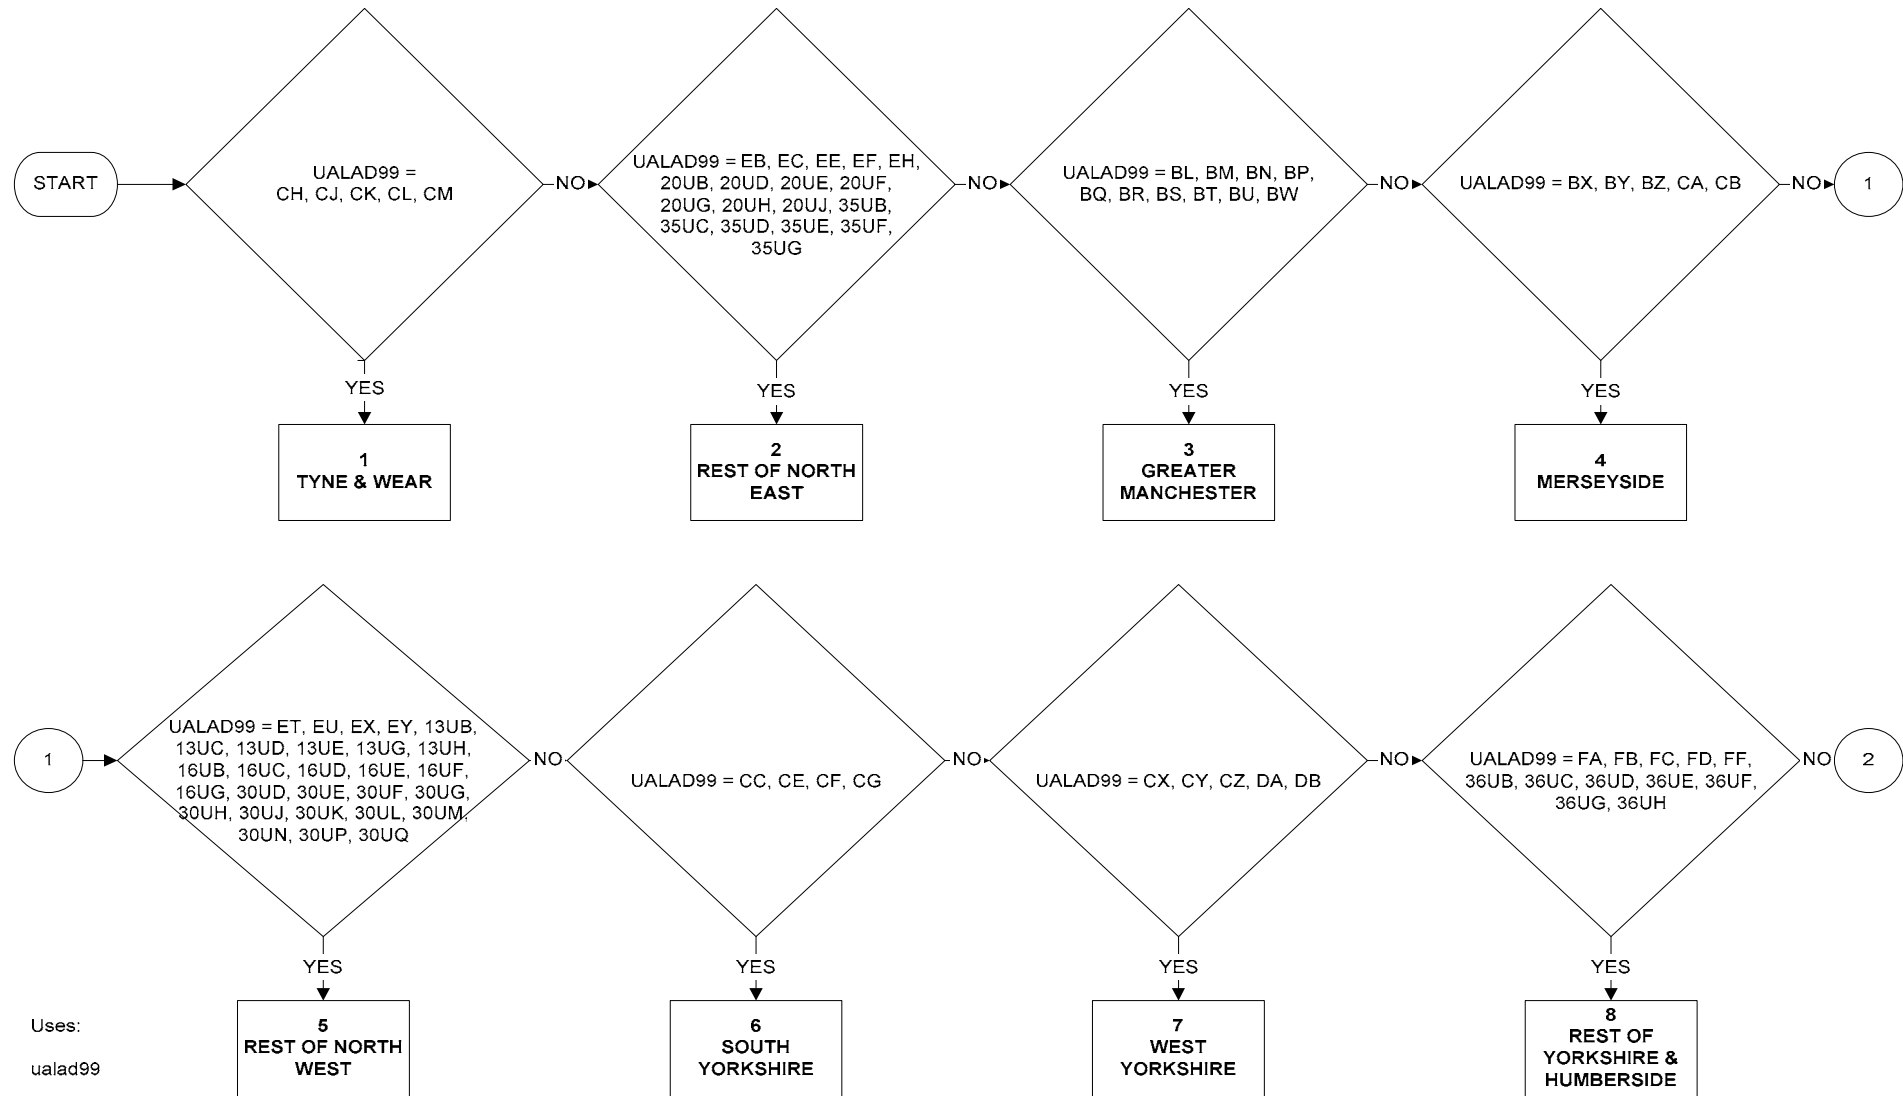 START
UALAD99 =
CH, CJ, CK, CL, CM
NO
UALAD99 = EB, EC, EE, EF, EH,
20UB, 20UD, 20UE, 20UF,
20UG, 20UH, 20UJ, 35UB,
35UC, 35UD, 35UE, 35UF,
35UG
NO
UALAD99 = BL, BM, BN, BP,
BQ, BR, BS, BT, BU, BW
NO
UALAD99 = BX, BY, BZ, CA, CB
NO
1
YES
YES
YES
YES
1
TYNE & WEAR
2
REST OF NORTH
EAST
3
GREATER
MANCHESTER
4
MERSEYSIDE
1
UALAD99 = ET, EU, EX, EY, 13UB,
13UC, 13UD, 13UE, 13UG, 13UH,
16UB, 16UC, 16UD, 16UE, 16UF,
16UG, 30UD, 30UE, 30UF, 30UG,
30UH, 30UJ, 30UK, 30UL, 30UM,
30UN, 30UP, 30UQ
NO
UALAD99 = CC, CE, CF, CG
NO
UALAD99 = CX, CY, CZ, DA, DB
NO
UALAD99 = FA, FB, FC, FD, FF,
36UB, 36UC, 36UD, 36UE, 36UF,
36UG, 36UH
NO
2
YES
YES
YES
YES
5
REST OF NORTH
WEST
6
SOUTH
YORKSHIRE
7
WEST
YORKSHIRE
8
REST OF
YORKSHIRE &
HUMBERSIDE
Uses:
ualad99